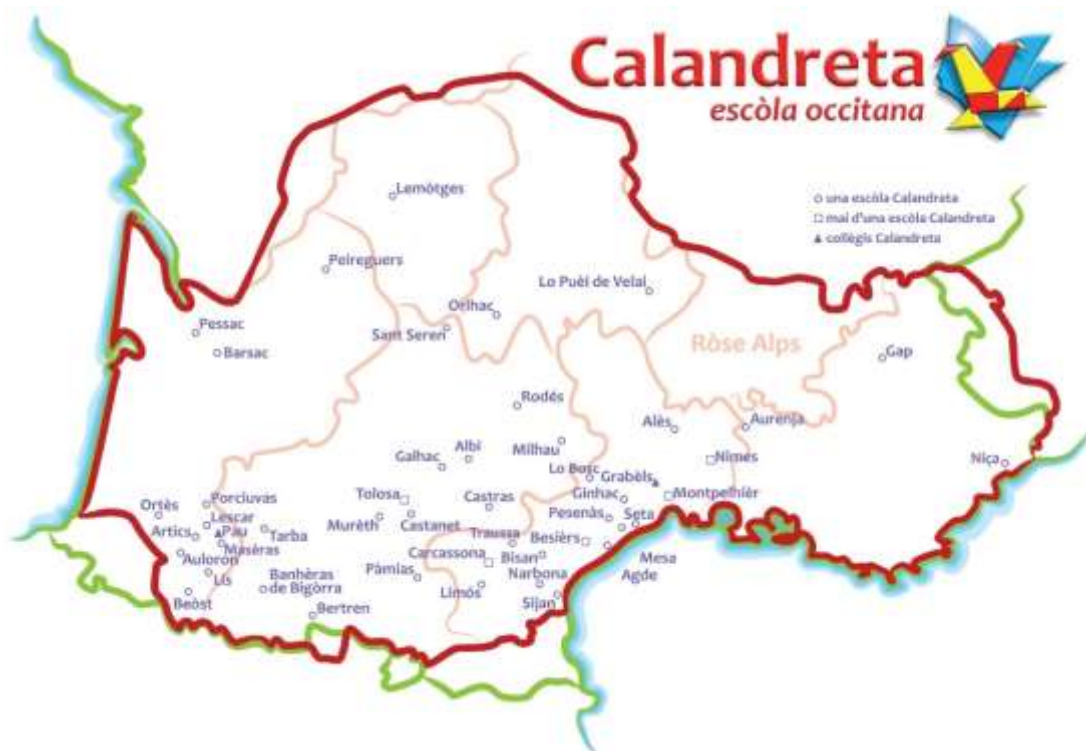 Calandreta
escòla occitana
una escòla Calandreta
mai d'una escòla Calandreta
collègis Calandreta
Lemòtges
Peireguers
Lo Puèi de Velai
Orlhac
Sant Seren
Ròse Alps
Pessac
Barsac
Gap
Rodés
Alès
Aurenja
Albi
Milhau
Galhac
Nimes
Lo Bosc
Grabèls
Niça
Tolosa
Castras
Ginhac
Montpelhièr
Porciuvas
Ortès
Lescar
Murèth
Castanet
Pesenàs
Seta
Artics
Pau
Tarba
Traussa
Besièrs
Maséras
Carcassona
Bisan
Mesa
Auloron
Pàmias
Narbona
Agde
Lis
Banhèras
de Bigòrra
Limós
Beòst
Sijan
Bertren